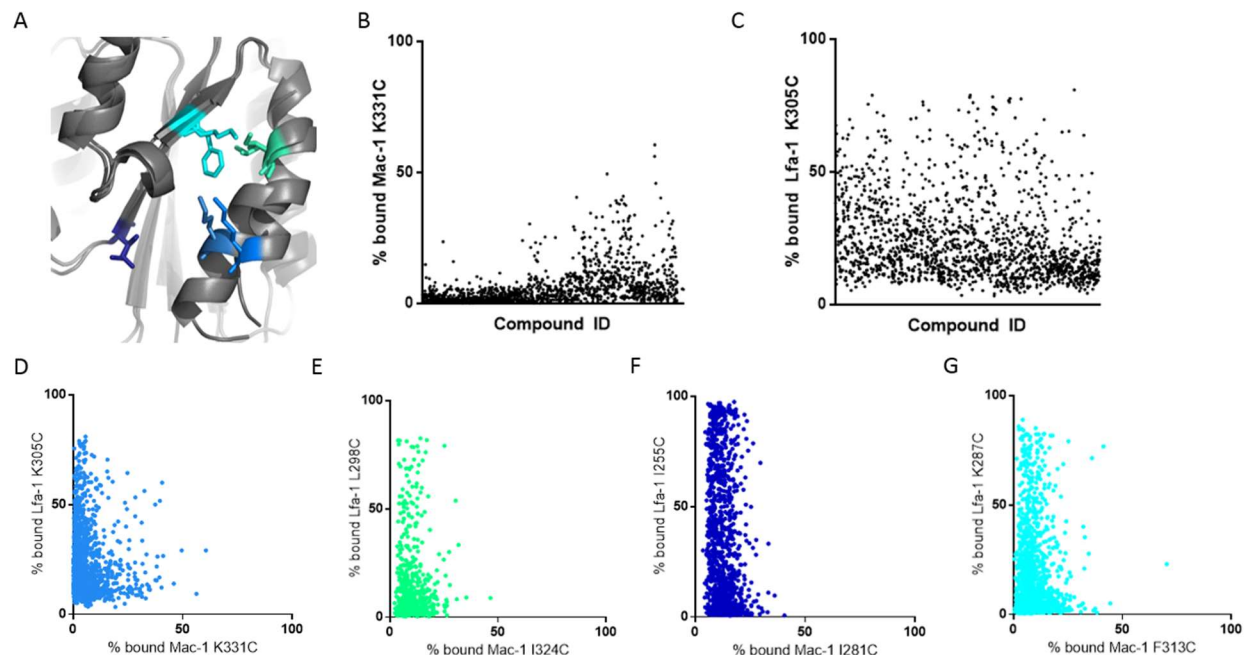 A
B
C
100
50
0
% bound Mac-1 K331C
Compound ID
100
50
0
% bound Lfa-1 K305C
Compound ID
D
E
F
G
100
50
0
% bound Lfa-1 K305C
0
50
100
% bound Mac-1 K331C
100
50
0
% bound Lfa-1 L298C
0
50
100
% bound Mac-1 I324C
100
50
0
% bound Lfa-1 I255C
0
50
100
% bound Mac-1 I281C
100
50
0
% bound Lfa-1 K287C
0
50
100
% bound Mac-1 F313C